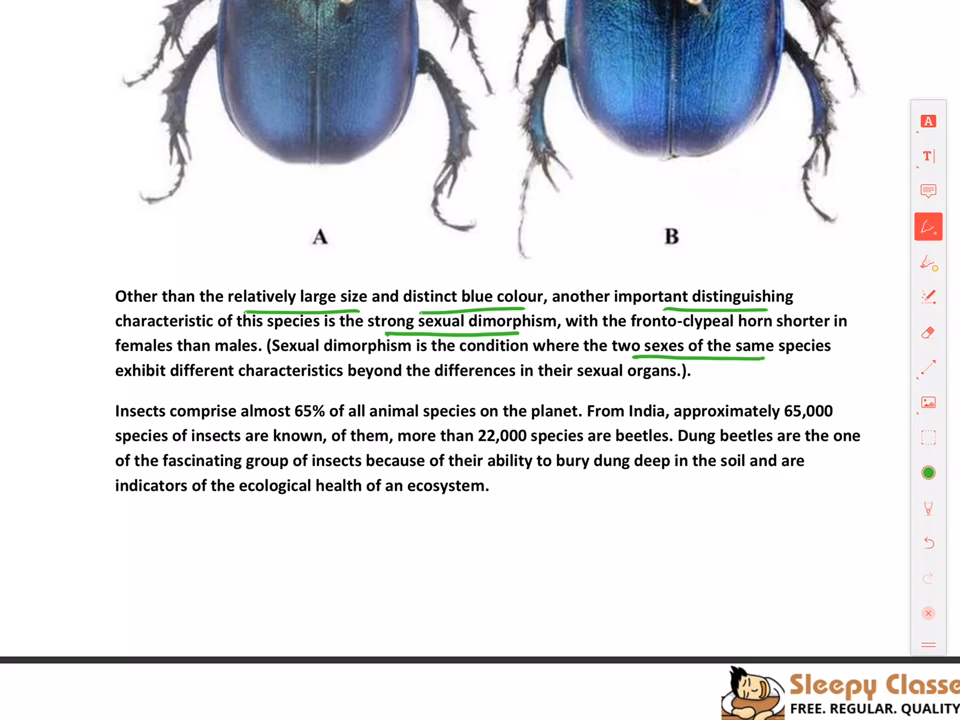 A
B
Other than the relatively large size and distinct blue colour, another important distinguishing
characteristic of this species is the strong sexual dimorphism, with the fronto-clypeal horn shorter in
females than males. (Sexual dimorphism is the condition where the two sexes of the same species
exhibit different characteristics beyond the differences in their sexual organs.).
Insects comprise almost 65% of all animal species on the planet. From India, approximately 65,000
species of insects are known, of them, more than 22,000 species are beetles. Dung beetles are the one
of the fascinating group of insects because of their ability to bury dung deep in the soil and are
indicators of the ecological health of an ecosystem.
A
T
Sleepy Classe
FREE. REGULAR. QUALITY